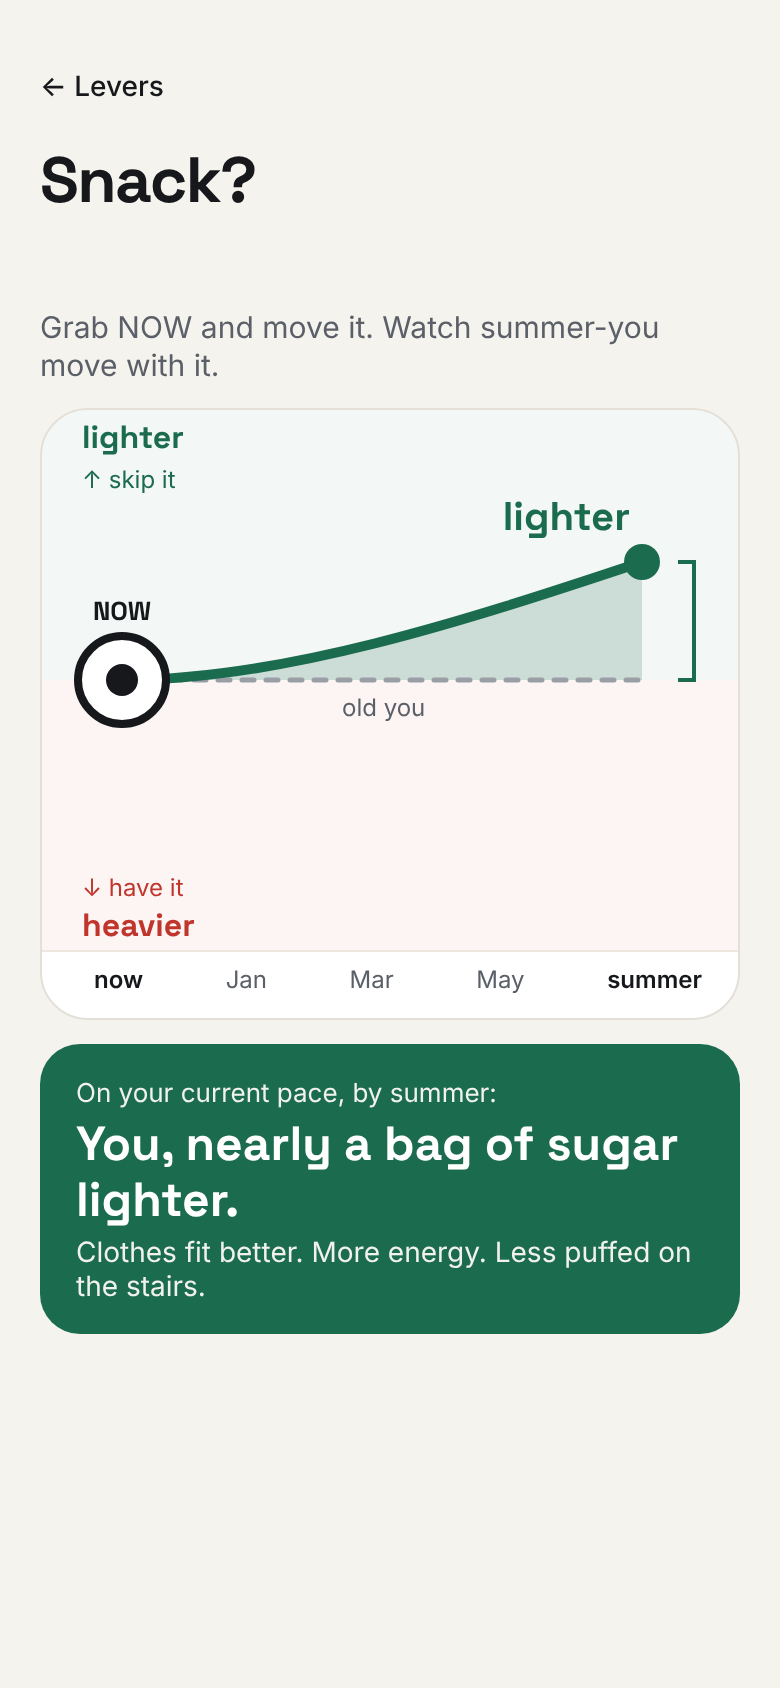 ← Levers
Snack?
Grab NOW and move it. Watch summer-you
move with it.
lighter
↑ skip it
lighter
NOW
old you
↓ have it
heavier
now Jan Mar May summer
On your current pace, by summer:
You, nearly a bag of sugar
lighter.
Clothes fit better. More energy. Less puffed on
the stairs.